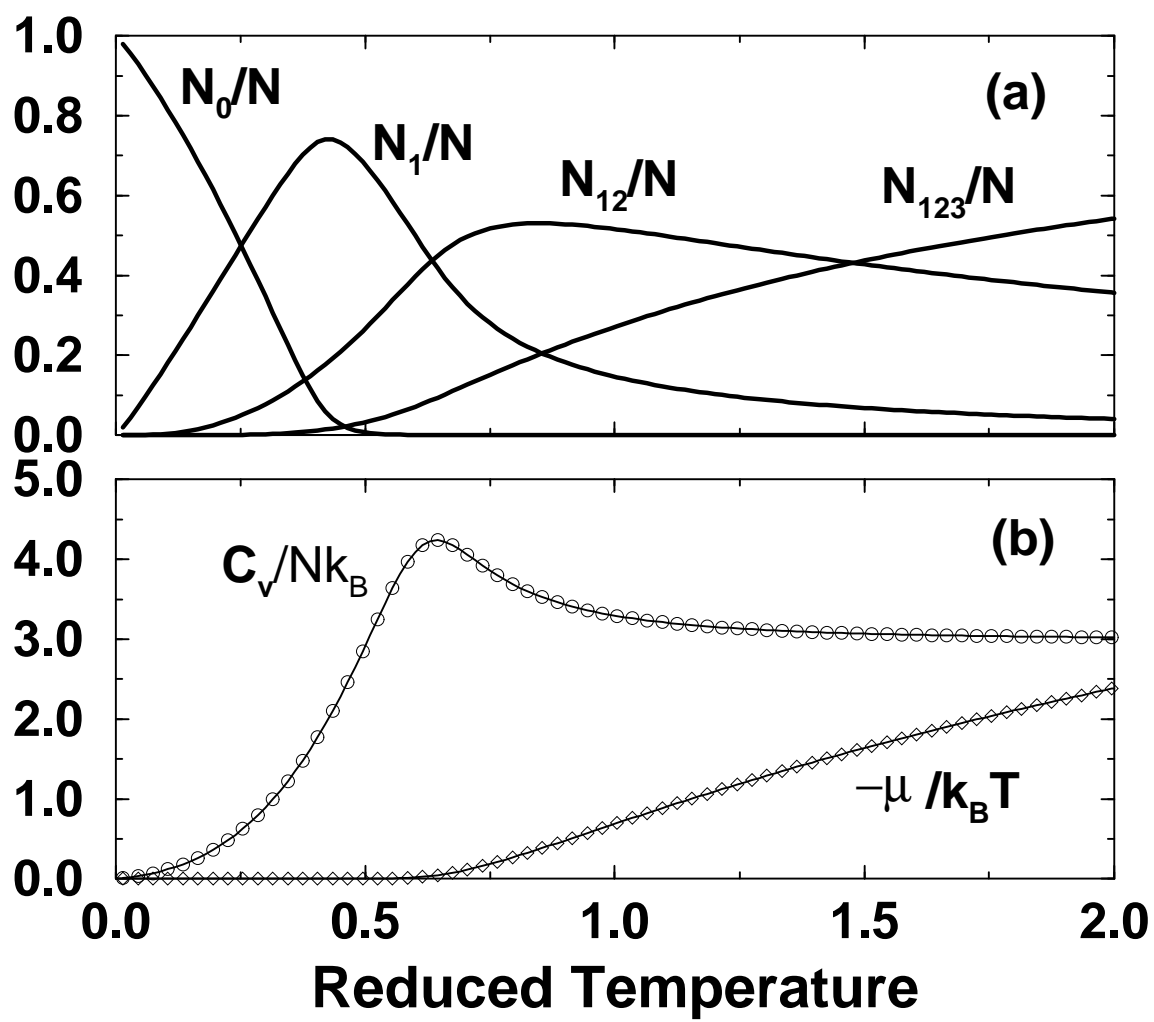 1.0
0.8
0.6
0.4
0.2
0.0
N₀/N
N₁/N
N₁₂/N
N₁₂₃/N
(a)
5.0
4.0
3.0
2.0
1.0
0.0
Cᵥ/Nk_B
(b)
−μ /k_BT
0.0 0.5 1.0 1.5 2.0
Reduced Temperature